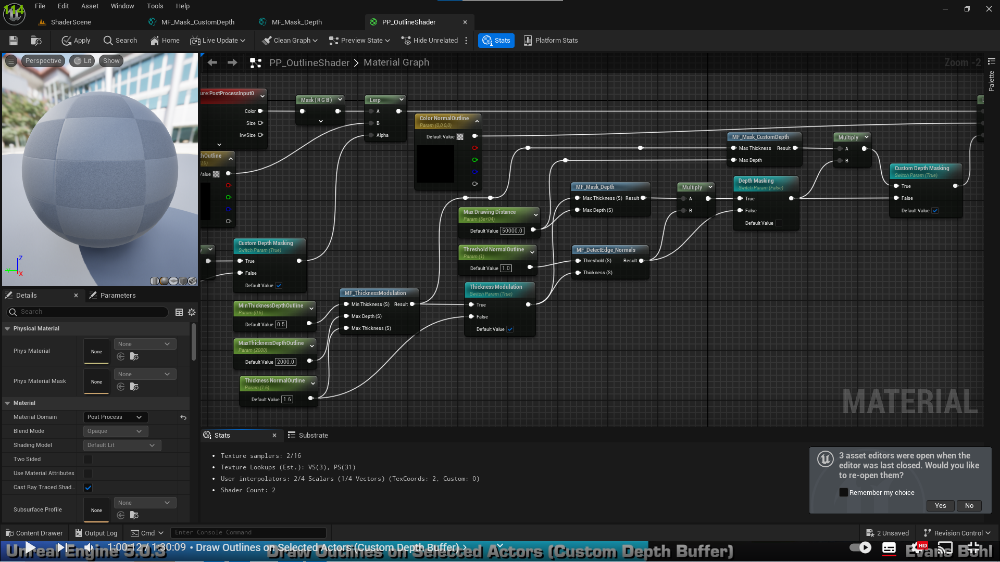 114
File Edit Asset Window Tools Help
ShaderScene MF_Mask_CustomDepth MF_Mask_Depth PP_OutlineShader
Apply Search Home Live Update Clean Graph Preview State Hide Unrelated Stats Platform Stats
Perspective Lit Show
PP_OutlineShader > Material Graph
Zoom -2
Palette
ure:PostProcessInput0
Color
Size
InvSize
Mask ( R G B )
Lerp
A
B
Alpha
Color NormalOutline
Param (0,0,0,0)
Default Value
thOutline
0,0)
Value
MF_Mask_CustomDepth
Max Thickness Result
Max Depth
Multiply
A
B
Custom Depth Masking
Switch Param (True)
True
False
Default Value
MF_Mask_Depth
Max Thickness (S) Result
Max Depth (S)
Multiply
A
B
Depth Masking
Switch Param (False)
True
False
Default Value
Max Drawing Distance
Param (5e+04)
Default Value 50000.0
Threshold NormalOutline
Param (1)
Default Value 1.0
MF_DetectEdge_Normals
Threshold (S) Result
Thickness (S)
Custom Depth Masking
Switch Param (True)
True
False
Default Value
Thickness Modulation
Switch Param (True)
True
False
Default Value
MF_ThicknessModulation
Min Thickness (S) Result
Max Depth (S)
Max Thickness (S)
MinThicknessDepthOutline
Param (0.5)
Default Value 0.5
MaxThicknessDepthOutline
Param (2000)
Default Value 2000.0
Thickness NormalOutline
Param (1.6)
Default Value 1.6
MATERIAL
Z
Y
X
Details Parameters
Search
Physical Material
Phys Material None None
Phys Material Mask None None
Material
Material Domain Post Process
Blend Mode Opaque
Shading Model Default Lit
Two Sided
Use Material Attributes
Cast Ray Traced Shad...
Subsurface Profile None None
Stats Substrate
Texture samplers: 2/16
Texture Lookups (Est.): VS(3), PS(31)
User interpolators: 2/4 Scalars (1/4 Vectors) (TexCoords: 2, Custom: 0)
Shader Count: 2
3 asset editors were open when the
editor was last closed. Would you like
to re-open them?
Remember my choice
Yes No
Content Drawer Output Log Cmd Enter Console Command 2 Unsaved Revision Control
Unreal Engine 5.0.3 Draw Outlines on Selected Actors (Custom Depth Buffer) Evans Bohl
1:00:12 / 1:30:09 • Draw Outlines on Selected Actors (Custom Depth Buffer) >
HD